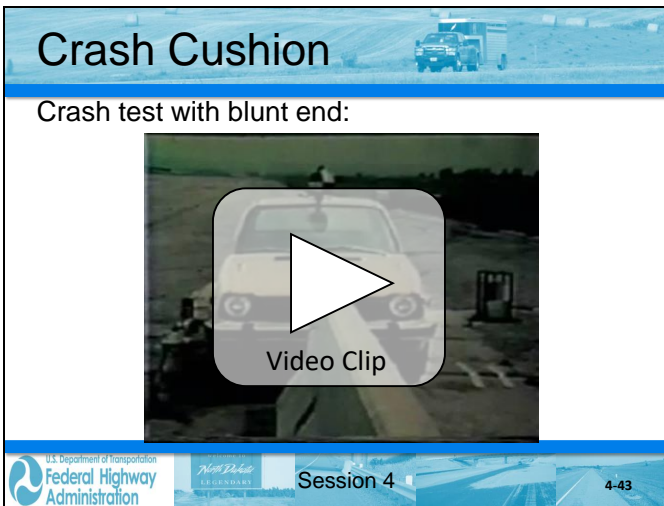 Crash Cushion
Crash test with blunt end:
Video Clip
U.S. Department of Transportation
Federal Highway
Administration
North Dakota
LEGENDARY
Session 4
4-43